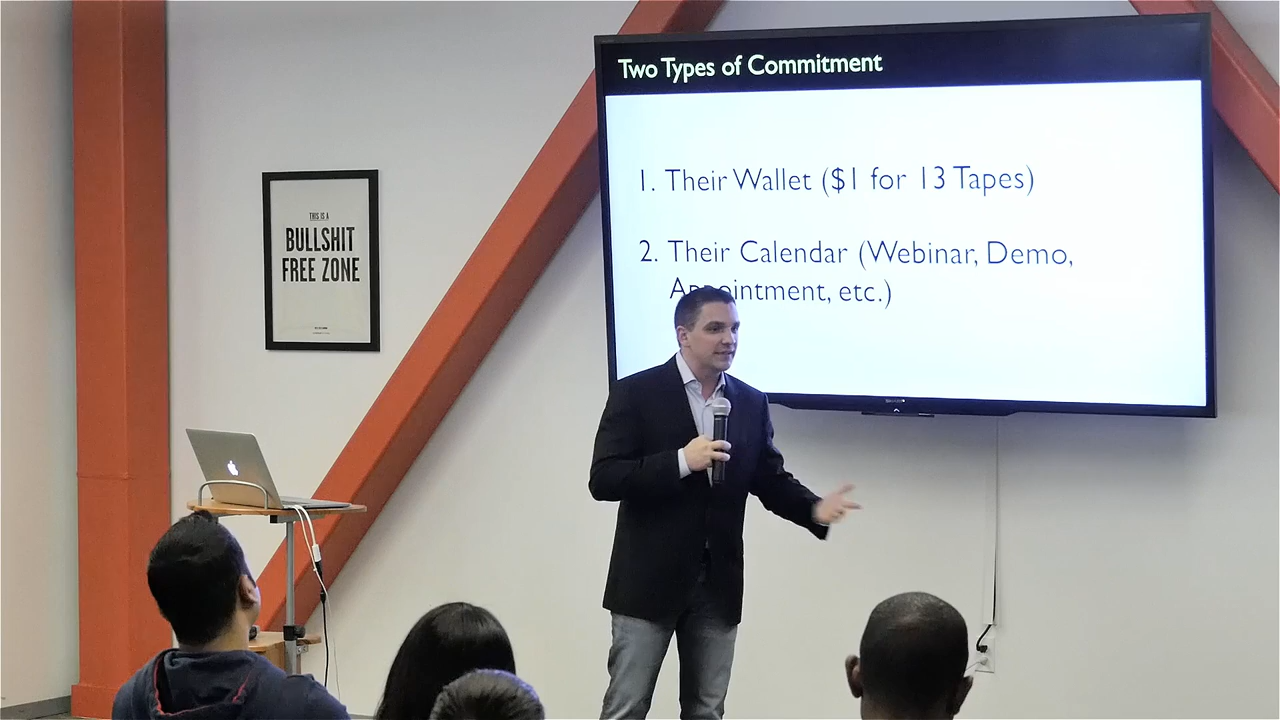 Two Types of Commitment
1. Their Wallet ($1 for 13 Tapes)
2. Their Calendar (Webinar, Demo,
Appointment, etc.)
THIS IS A
BULLSHIT
FREE ZONE